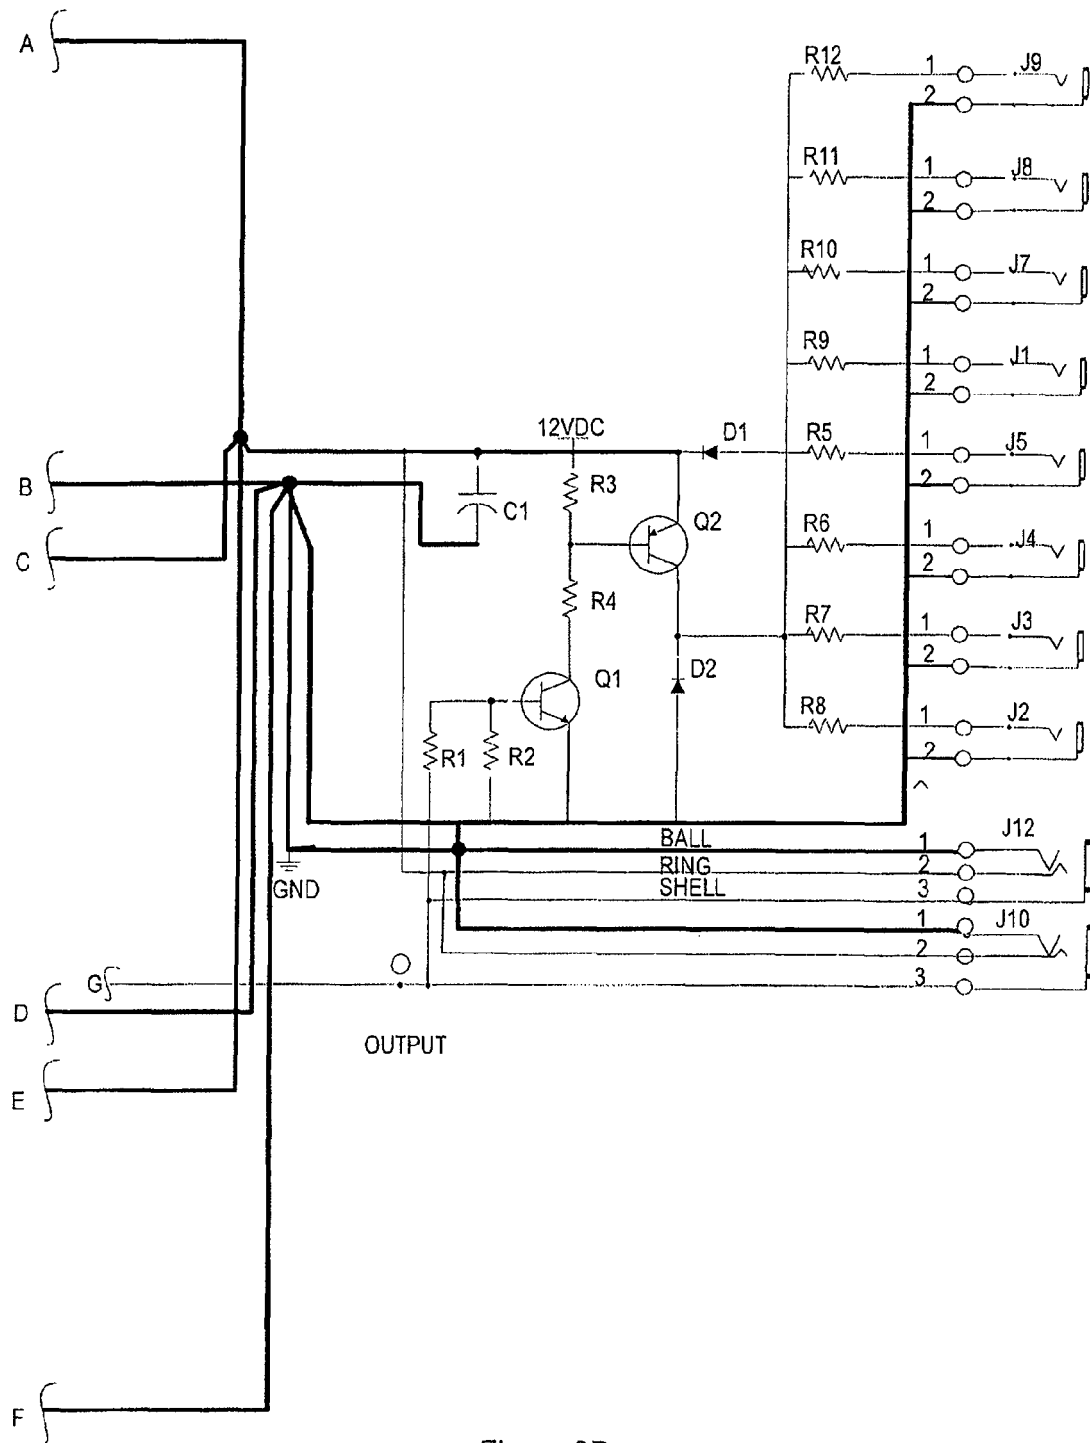 A
R12 1 J9
2
R11 1 J8
2
R10 1 J7
2
R9 1 J1
2
12VDC D1 R5 1 J5
B R3 2
C1 Q2
C R6 1 J4
2
R4
R7 1 J3
2
Q1 D2
R8 1 J2
R1 R2 2
BALL 1 J12
RING 2
GND SHELL 3
1 J10
2
G 3
D
OUTPUT
E
F